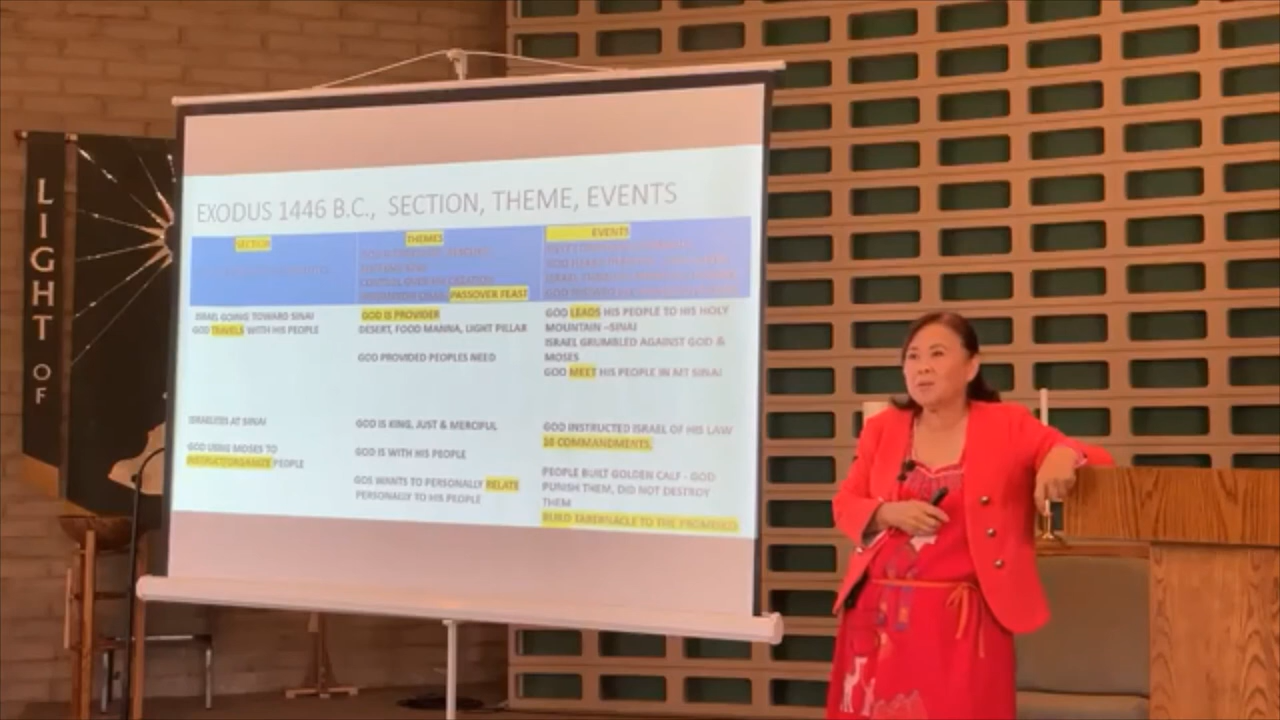 LIGHT OF
EXODUS 1446 B.C., SECTION, THEME, EVENTS
SECTION
THEMES
EVENTS
PASSOVER FEAST
ISRAEL GOING TOWARD SINAI
GOD TRAVELS WITH HIS PEOPLE
GOD IS PROVIDER
DESERT, FOOD MANNA, LIGHT PILLAR
GOD PROVIDED PEOPLES NEED
GOD LEADS HIS PEOPLE TO HIS HOLY
MOUNTAIN –SINAI
ISRAEL GRUMBLED AGAINST GOD &
MOSES
GOD MEET HIS PEOPLE IN MT SINAI
ISRAELITES AT SINAI
GOD USING MOSES TO
INSTRUCT/ORGANIZE PEOPLE
GOD IS KING, JUST & MERCIFUL
GOD IS WITH HIS PEOPLE
GOS WANTS TO PERSONALLY RELATE
PERSONALLY TO HIS PEOPLE
GOD INSTRUCTED ISRAEL OF HIS LAW
10 COMMANDMENTS.
PEOPLE BUILT GOLDEN CALF - GOD
PUNISH THEM, DID NOT DESTROY
THEM
BUILD TABERNACLE TO THE PROMISED